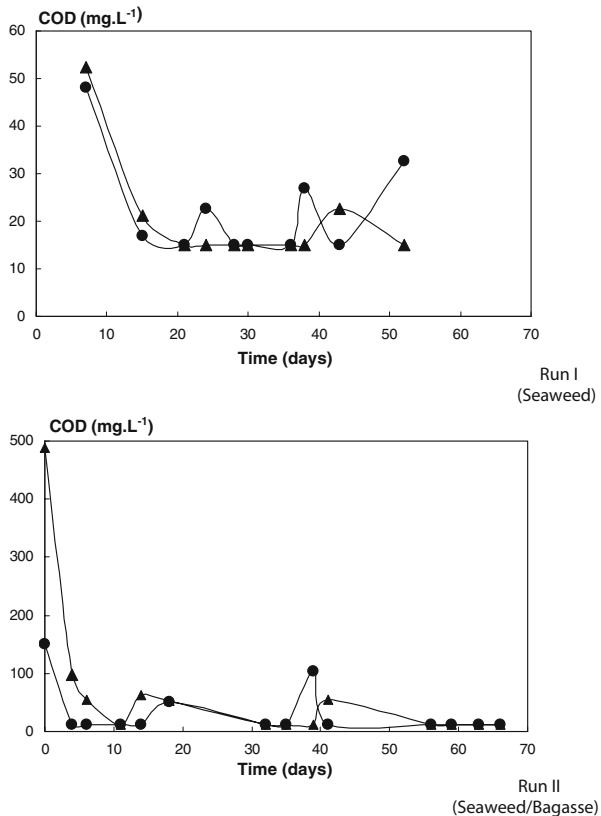 COD (mg.L-1)
60
50
40
30
20
10
0
0 10 20 30 40 50 60 70
Time (days)
Run I
(Seaweed)
COD (mg.L-1)
500
400
300
200
100
0
0 10 20 30 40 50 60 70
Time (days)
Run II
(Seaweed/Bagasse)